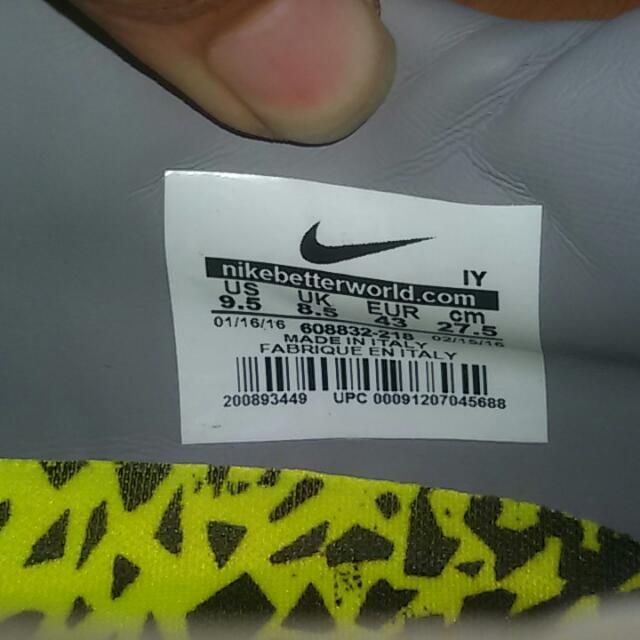 nikebetterworld.com IY
US UK EUR cm
9.5 8.5 43 27.5
01/16/16 608832-218 02/15/16
MADE IN ITALY
FABRIQUE EN ITALY
200893449 UPC 00091207045688